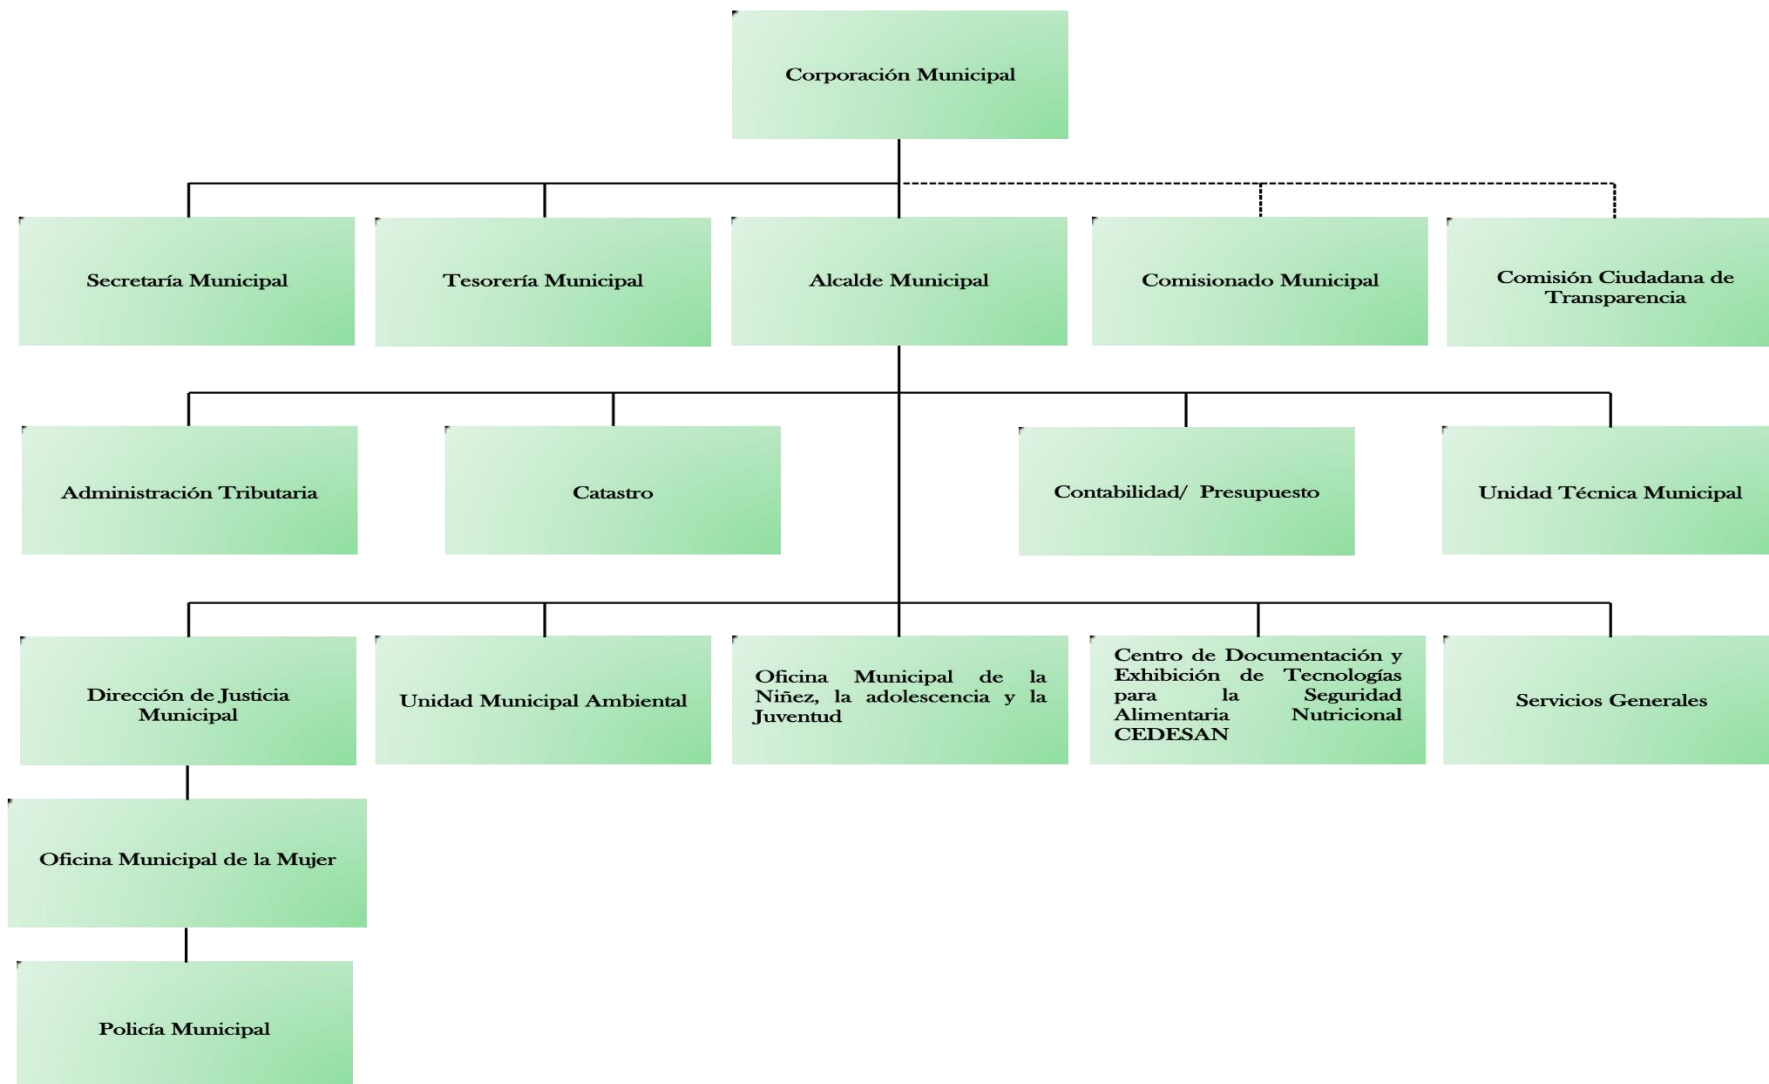 Corporación Municipal
Secretaría Municipal
Tesorería Municipal
Alcalde Municipal
Comisionado Municipal
Comisión Ciudadana de
Transparencia
Administración Tributaria
Catastro
Contabilidad/ Presupuesto
Unidad Técnica Municipal
Dirección de Justicia
Municipal
Unidad Municipal Ambiental
Oficina Municipal de la
Niñez, la adolescencia y la
Juventud
Centro de Documentación y
Exhibición de Tecnologías
para la Seguridad
Alimentaria Nutricional
CEDESAN
Servicios Generales
Oficina Municipal de la Mujer
Policía Municipal